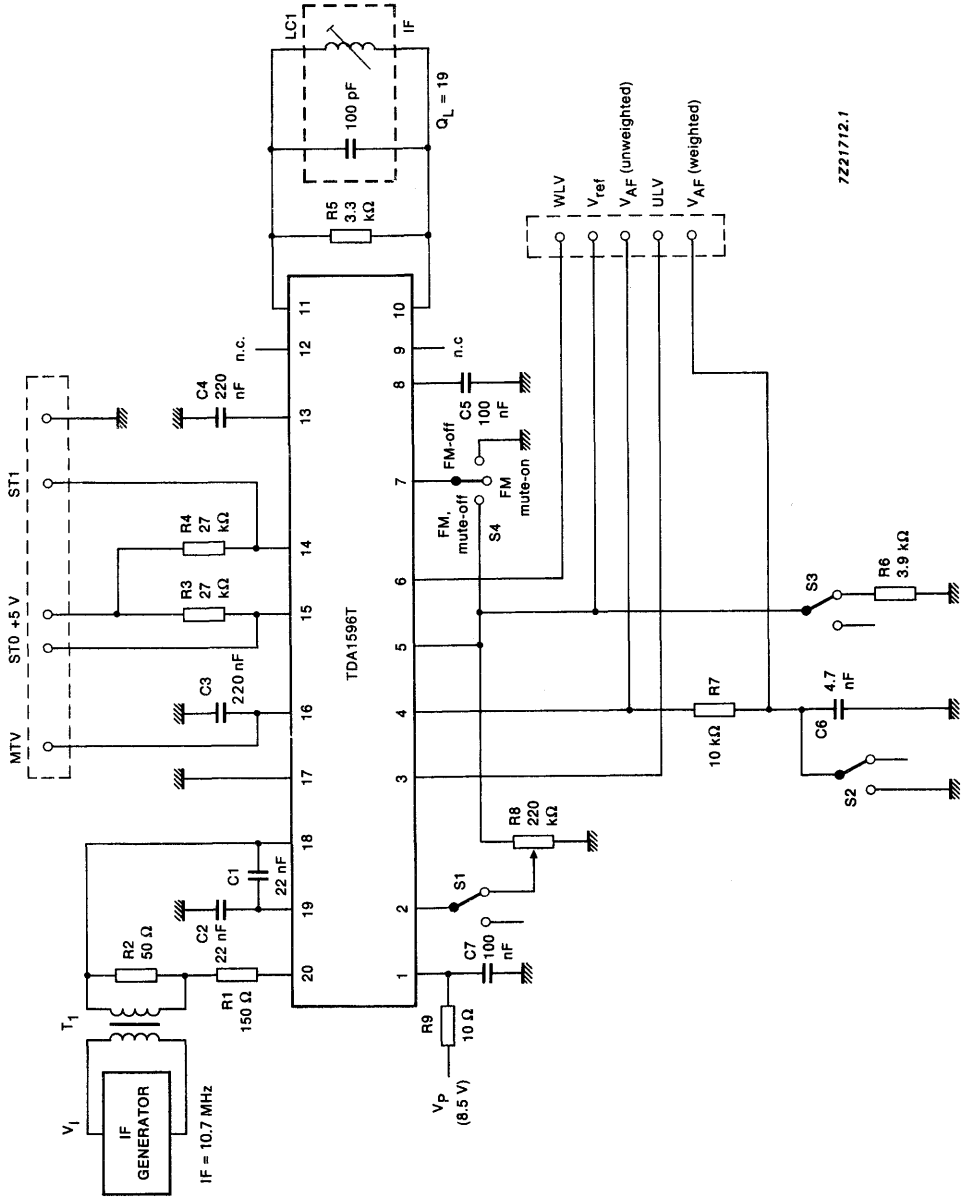 MTV
ST0 +5 V
ST1
LC1
IF
100 pF
Q_L = 19
R5
3.3
kΩ
C4
220
nF
n.c.
R4
27
kΩ
R3
27
kΩ
C3
220 nF
C1
22 nF
C2
22 nF
R2
50 Ω
R1
150 Ω
T1
V_I
IF
GENERATOR
IF = 10.7 MHz
20
19
18
17
16
15
14
13
12
11
TDA1596T
1
2
3
4
5
6
7
8
9
10
n.c
C5
100
nF
FM-off
FM
mute-on
FM,
mute-off
S4
WLV
V_ref
V_AF (unweighted)
ULV
V_AF (weighted)
S3
R6
3.9 kΩ
R7
10 kΩ
4.7
nF
C6
S2
R8
220
kΩ
S1
C7
100
nF
R9
10 Ω
V_P
(8.5 V)
7Z21712.1